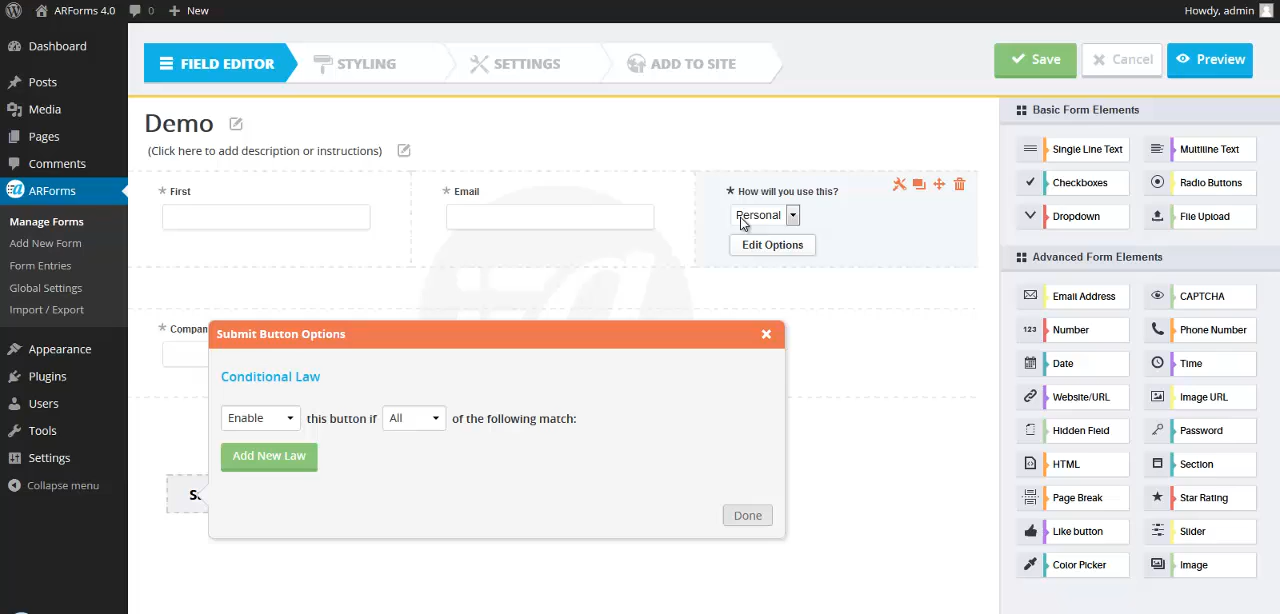 ARForms 4.0 0 New Howdy, admin
Dashboard
Posts
Media
Pages
Comments
ARForms
Manage Forms
Add New Form
Form Entries
Global Settings
Import / Export
Appearance
Plugins
Users
Tools
Settings
Collapse menu
FIELD EDITOR STYLING SETTINGS ADD TO SITE
Save Cancel Preview
Demo
(Click here to add description or instructions)
* First * Email * How will you use this?
Personal
Edit Options
* Compan
Submit Button Options
Conditional Law
Enable this button if All of the following match:
Add New Law
Done
Basic Form Elements
Single Line Text Multiline Text
Checkboxes Radio Buttons
Dropdown File Upload
Advanced Form Elements
Email Address CAPTCHA
123 Number Phone Number
Date Time
Website/URL Image URL
Hidden Field Password
HTML Section
Page Break Star Rating
Like button Slider
Color Picker Image